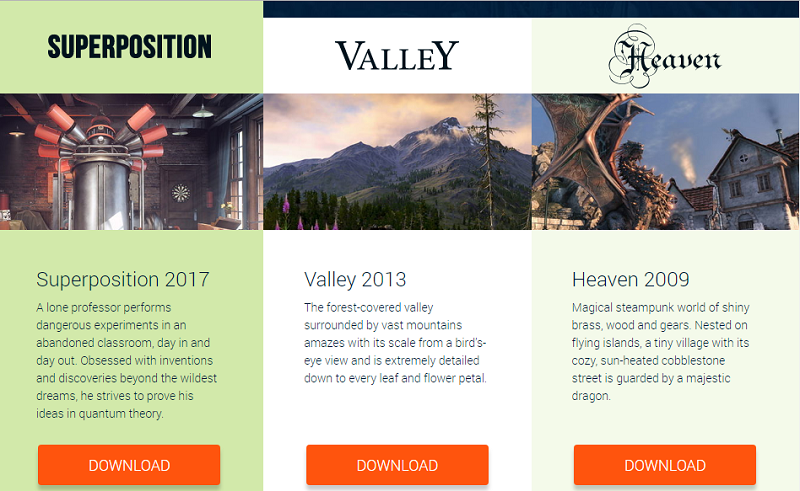 SUPERPOSITION
VALLEY
Heaven
Superposition 2017
A lone professor performs
dangerous experiments in an
abandoned classroom, day in and
day out. Obsessed with inventions
and discoveries beyond the wildest
dreams, he strives to prove his
ideas in quantum theory.
DOWNLOAD
Valley 2013
The forest-covered valley
surrounded by vast mountains
amazes with its scale from a bird's-
eye view and is extremely detailed
down to every leaf and flower petal.
DOWNLOAD
Heaven 2009
Magical steampunk world of shiny
brass, wood and gears. Nested on
flying islands, a tiny village with its
cozy, sun-heated cobblestone
street is guarded by a majestic
dragon.
DOWNLOAD